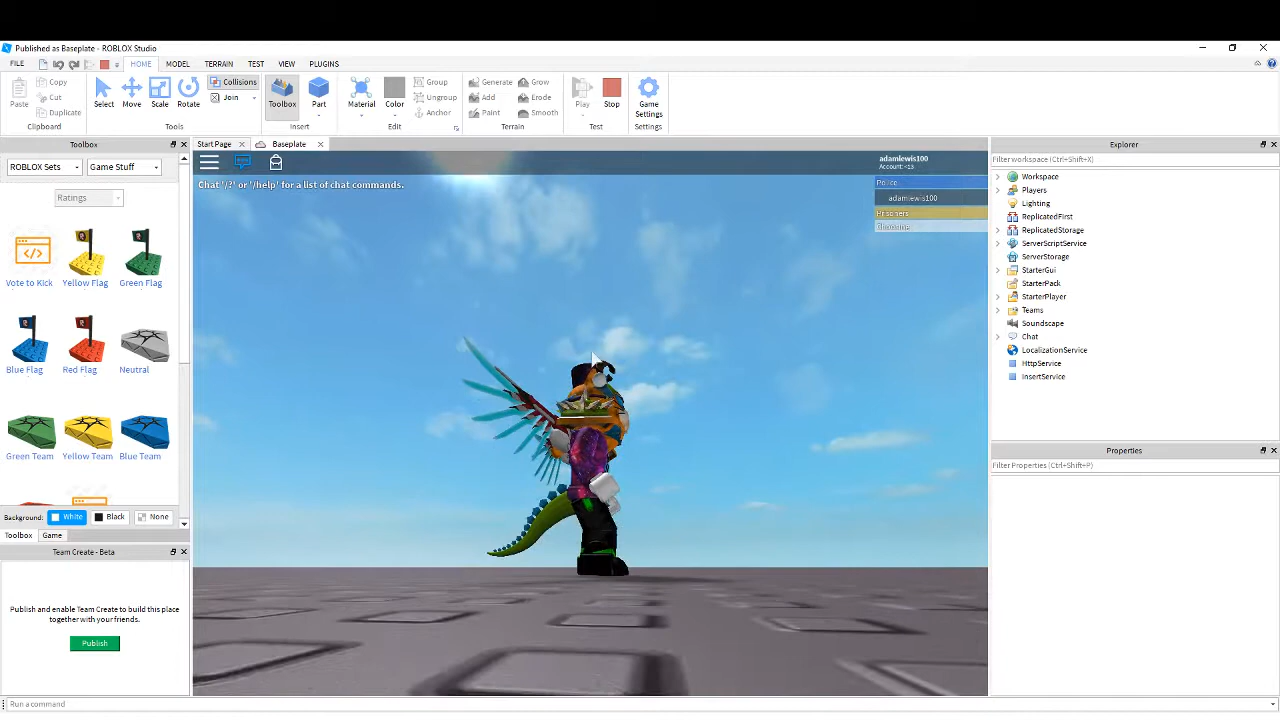 Published as Baseplate - ROBLOX Studio
FILE HOME MODEL TERRAIN TEST VIEW PLUGINS
Paste Copy Cut Duplicate Clipboard
Select Move Scale Rotate Collisions Join Tools
Toolbox Part Insert
Material Color Group Ungroup Anchor Edit
Generate Grow
Add Erode
Paint Smooth
Terrain
Play Stop Test
Game Settings Settings
Toolbox
ROBLOX Sets Game Stuff
Ratings
Vote to Kick Yellow Flag Green Flag
Blue Flag Red Flag Neutral
Green Team Yellow Team Blue Team
Background: White Black None
Toolbox Game
Team Create - Beta
Publish and enable Team Create to build this place
together with your friends.
Publish
Start Page Baseplate
Chat '/?' or '/help' for a list of chat commands.
adamlewis100
Account: <13
Police
adamlewis100
Prisoners
Choosing
Explorer
Filter workspace (Ctrl+Shift+X)
Workspace
Players
Lighting
ReplicatedFirst
ReplicatedStorage
ServerScriptService
ServerStorage
StarterGui
StarterPack
StarterPlayer
Teams
Soundscape
Chat
LocalizationService
HttpService
InsertService
Properties
Filter Properties (Ctrl+Shift+P)
Run a command